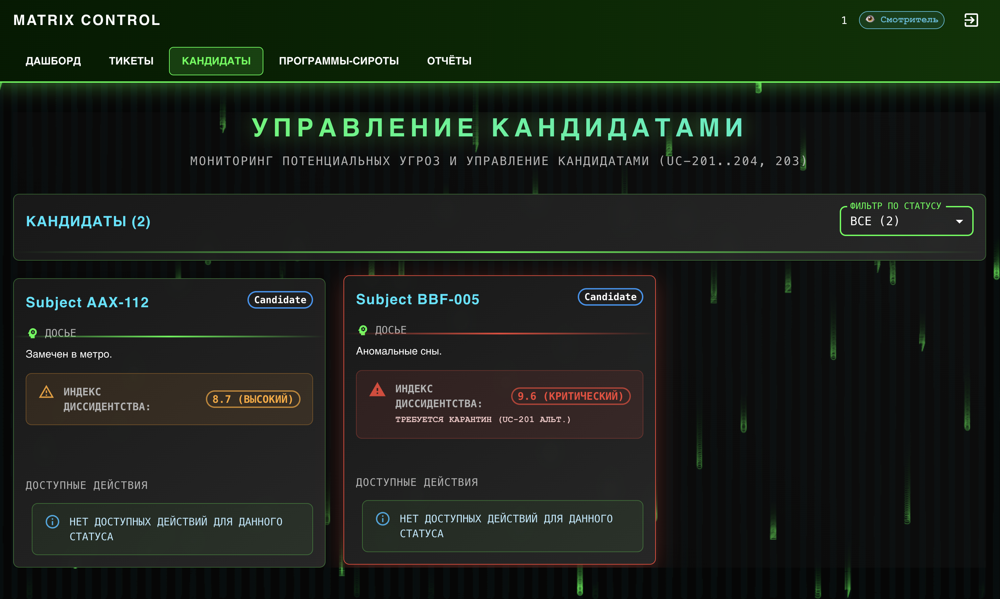 MATRIX CONTROL
1
Смотритель
ДАШБОРД
ТИКЕТЫ
КАНДИДАТЫ
ПРОГРАММЫ-СИРОТЫ
ОТЧЁТЫ
УПРАВЛЕНИЕ КАНДИДАТАМИ
МОНИТОРИНГ ПОТЕНЦИАЛЬНЫХ УГРОЗ И УПРАВЛЕНИЕ КАНДИДАТАМИ (UC-201..204, 203)
КАНДИДАТЫ (2)
ФИЛЬТР ПО СТАТУСУ
ВСЕ (2)
Subject AAX-112
Candidate
ДОСЬЕ
Замечен в метро.
ИНДЕКС
ДИССИДЕНТСТВА:
8.7 (ВЫСОКИЙ)
ДОСТУПНЫЕ ДЕЙСТВИЯ
НЕТ ДОСТУПНЫХ ДЕЙСТВИЙ ДЛЯ ДАННОГО
СТАТУСА
Subject BBF-005
Candidate
ДОСЬЕ
Аномальные сны.
ИНДЕКС
ДИССИДЕНТСТВА:
9.6 (КРИТИЧЕСКИЙ)
ТРЕБУЕТСЯ КАРАНТИН (UC-201 АЛЬТ.)
ДОСТУПНЫЕ ДЕЙСТВИЯ
НЕТ ДОСТУПНЫХ ДЕЙСТВИЙ ДЛЯ ДАННОГО
СТАТУСА